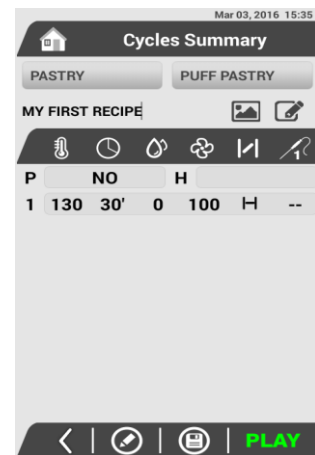 Mar 03, 2016 15:35
Cycles Summary
PASTRY PUFF PASTRY
MY FIRST RECIPE
1
P NO H
1 130 30' 0 100 --
PLAY